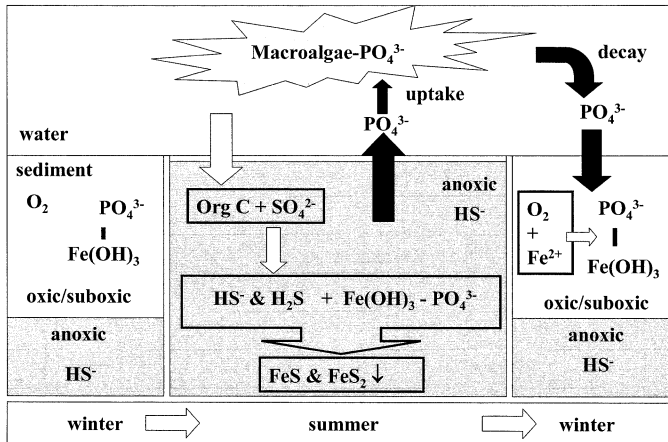 Macroalgae-PO₄³⁻
decay
uptake
PO₄³⁻
PO₄³⁻
water
sediment
O₂ PO₄³⁻
Fe(OH)₃
oxic/suboxic
anoxic
HS⁻
Org C + SO₄²⁻
anoxic
HS⁻
HS⁻ & H₂S + Fe(OH)₃ - PO₄³⁻
FeS & FeS₂ ↓
O₂
+
Fe²⁺
PO₄³⁻
Fe(OH)₃
oxic/suboxic
anoxic
HS⁻
winter summer winter